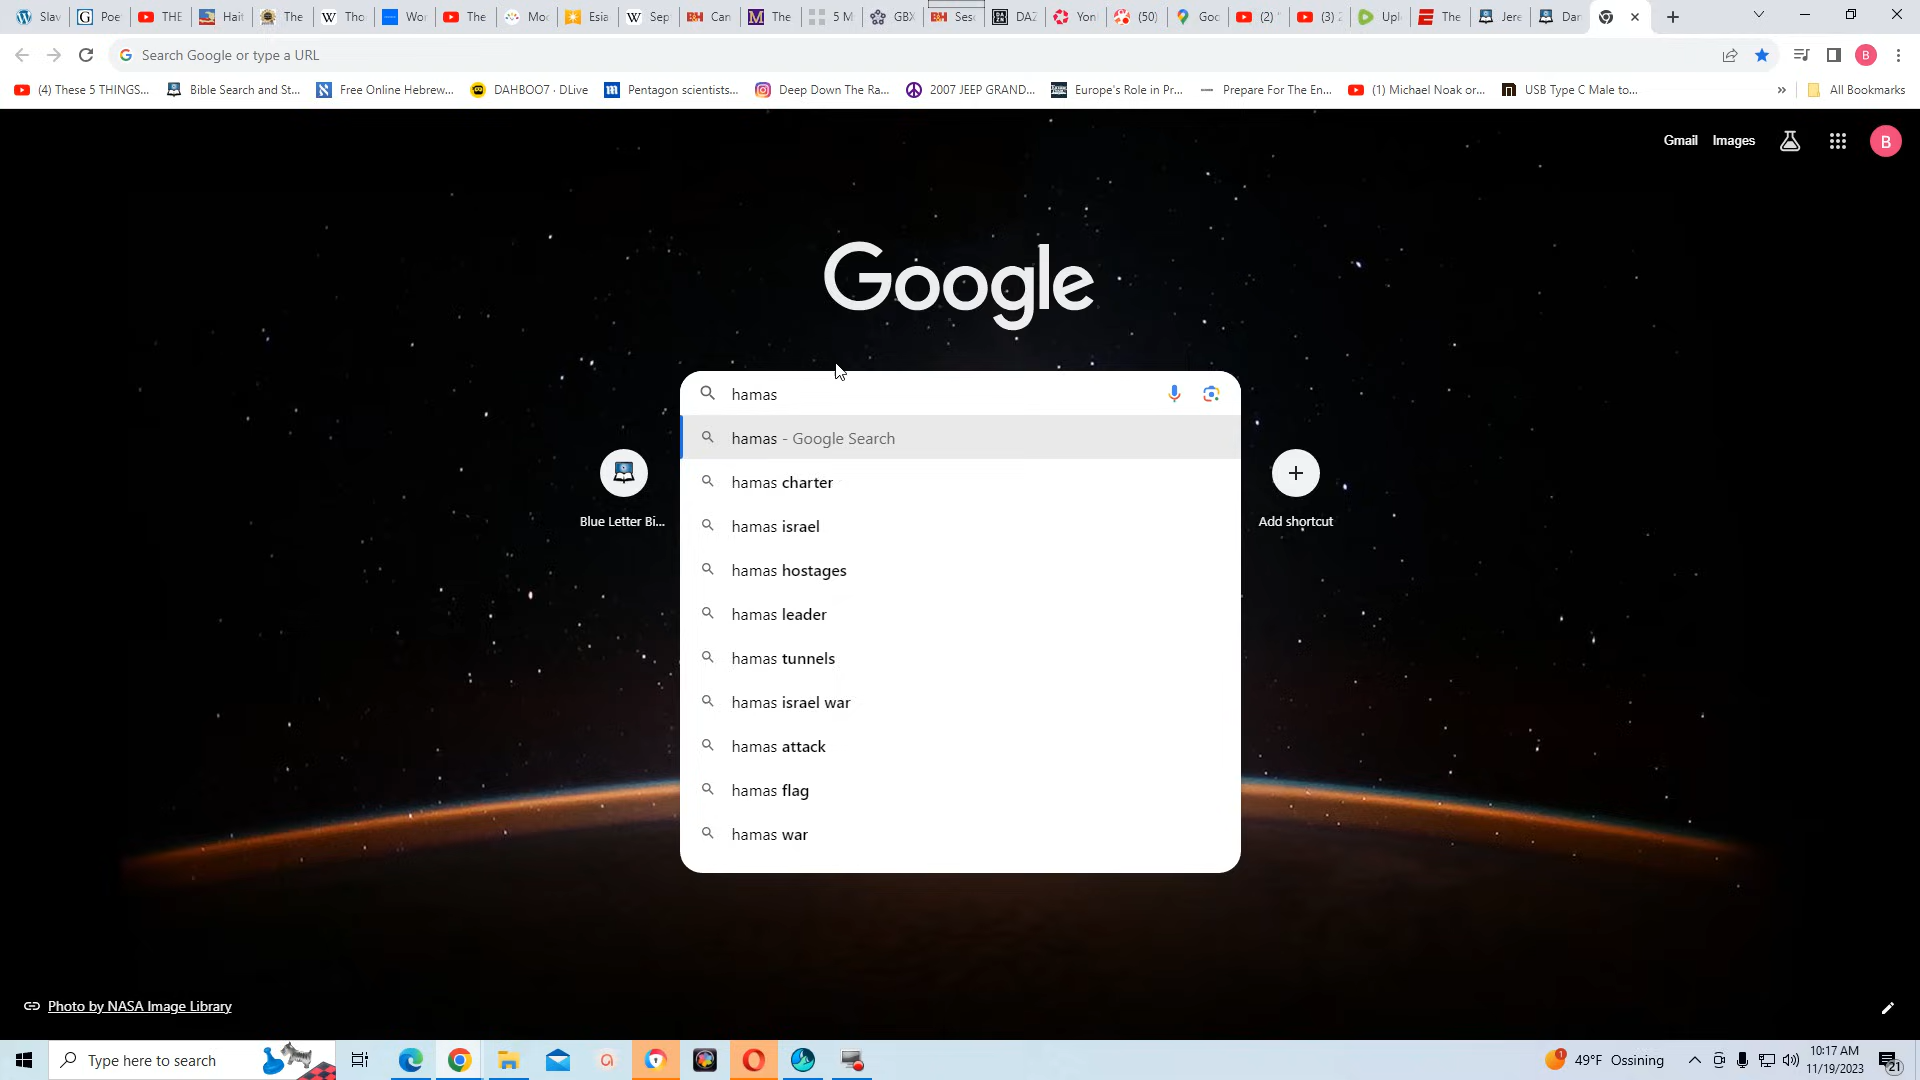 Slav
Poe
THE
Hait
The
Tho
Wor
The
Moc
Esia
Sep
Can
The
5 M
GBX
Sesc
DAZ
Yont
(50)
Goo
(2)
(3)
Upl
The
Jere
Dar
Search Google or type a URL
B
(4) These 5 THINGS...
Bible Search and St...
Free Online Hebrew...
DAHBOO7 · DLive
Pentagon scientists...
Deep Down The Ra...
2007 JEEP GRAND...
Europe's Role in Pr...
Prepare For The En...
(1) Michael Noak or...
USB Type C Male to...
»
All Bookmarks
Gmail
Images
B
Google
hamas
hamas - Google Search
hamas charter
hamas israel
hamas hostages
hamas leader
hamas tunnels
hamas israel war
hamas attack
hamas flag
hamas war
Blue Letter Bi...
Add shortcut
Photo by NASA Image Library
Type here to search
1
49°F Ossining
10:17 AM
11/19/2023
21